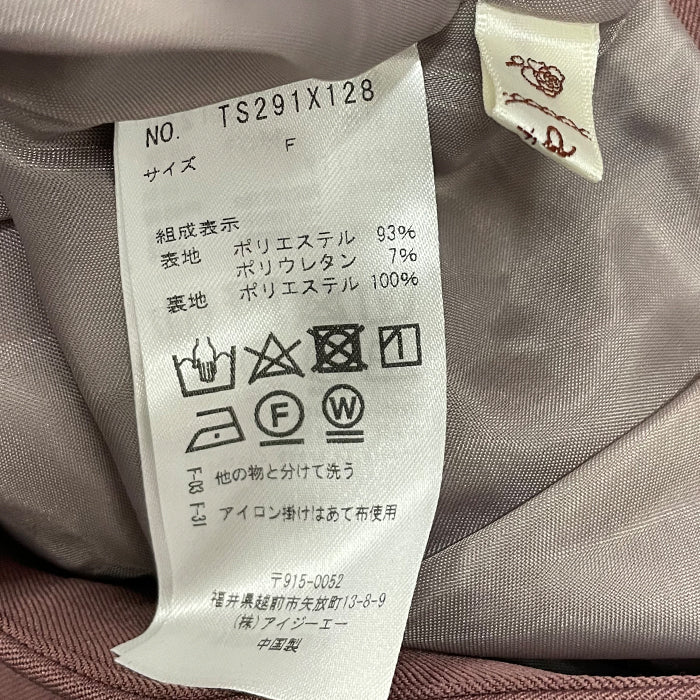 NO. TS291X128
サイズ F
組成表示
表地 ポリエステル 93%
ポリウレタン 7%
裏地 ポリエステル 100%
F
W
F-03 他の物と分けて洗う
F-31 アイロン掛けはあて布使用
〒915-0052
福井県越前市矢放町13-8-9
(株)アイジーエー
中国製